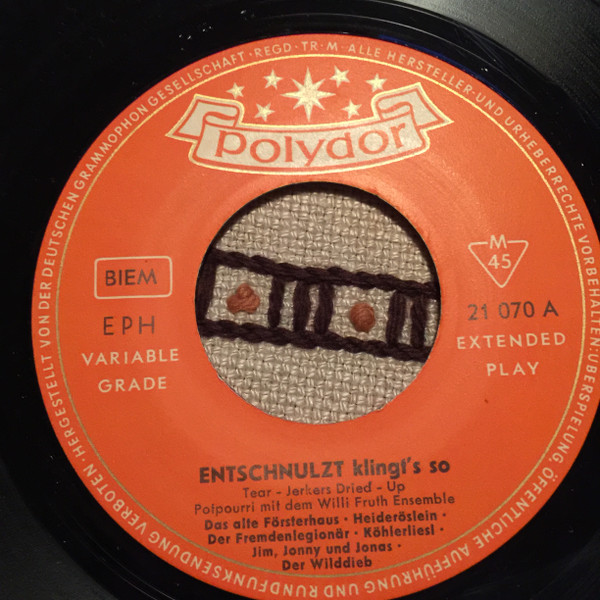 HERGESTELLT VON DER DEUTSCHEN GRAMMOPHON GESELLSCHAFT · REGD · TR · M · ALLE HERSTELLER- UND URHEBERRECHTE VORBEHALTEN · ÜBERSPIELUNG ÖFFENTLICHE AUFFÜHRUNG UND RUNDFUNKSENDUNG VERBOTEN ·
polydor
BIEM
EPH
VARIABLE
GRADE
M
45
21 070 A
EXTENDED
PLAY
ENTSCHNULZT klingt's so
Tear - Jerkers Dried - Up
Potpourri mit dem Willi Fruth Ensemble
Das alte Försterhaus · Heideröslein ·
Der Fremdenlegionär · Köhlerliesl ·
Jim, Jonny und Jonas ·
Der Wilddieb